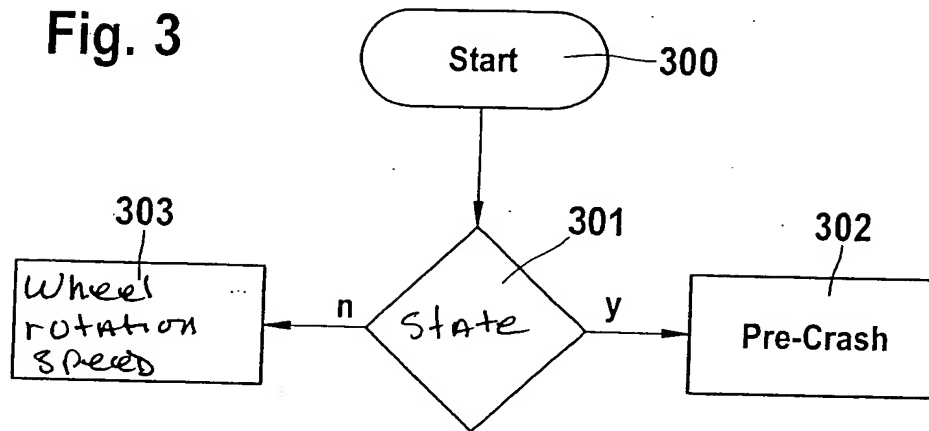 Fig. 3
Start
300
303
301
302
Wheel
rotation
speed
n
State
y
Pre-Crash